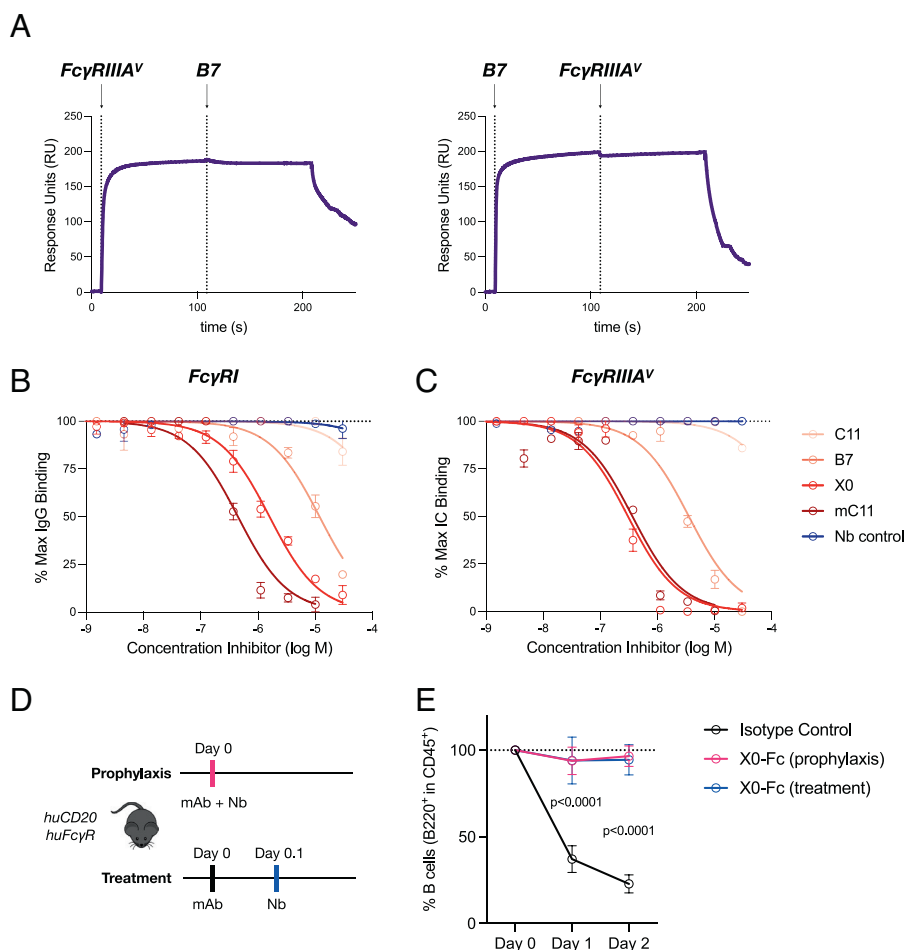 A
FcγRIIIAV
B7
250
200
150
100
50
0
Response Units (RU)
0
100
200
time (s)
B7
FcγRIIIAV
250
200
150
100
50
0
Response Units (RU)
0
100
200
time (s)
B
FcγRI
100
75
50
25
0
% Max IgG Binding
-9
-8
-7
-6
-5
-4
Concentration Inhibitor (log M)
C
FcγRIIIAV
100
75
50
25
0
% Max IC Binding
-9
-8
-7
-6
-5
-4
Concentration Inhibitor (log M)
C11
B7
X0
mC11
Nb control
D
Day 0
Prophylaxis
mAb + Nb
huCD20
huFcγR
Day 0
Day 0.1
Treatment
mAb
Nb
E
100
50
0
% B cells (B220+ in CD45+)
p<0.0001
p<0.0001
Day 0
Day 1
Day 2
Isotype Control
X0-Fc (prophylaxis)
X0-Fc (treatment)